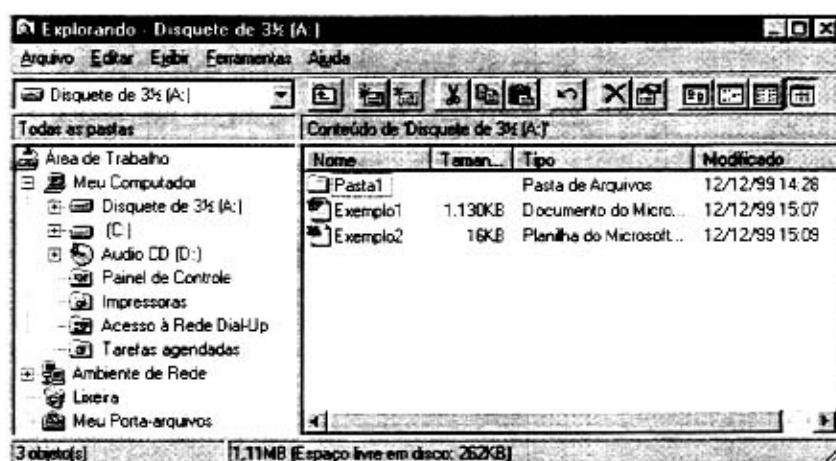 Explorando - Disquete de 3½ (A:)
Arquivo Editar Exibir Ferramentas Ajuda
Disquete de 3½ (A:)
Todas as pastas
Conteúdo de 'Disquete de 3½ (A:)'
Área de Trabalho
Meu Computador
Disquete de 3½ (A:)
(C:)
Audio CD (D:)
Painel de Controle
Impressoras
Acesso à Rede Dial-Up
Tarefas agendadas
Ambiente de Rede
Lixeira
Meu Porta-arquivos
Nome Taman... Tipo Modificado
Pasta1 Pasta de Arquivos 12/12/99 14:28
Exemplo1 1.130KB Documento do Micro... 12/12/99 15:07
Exemplo2 16KB Planilha do Microsoft... 12/12/99 15:09
3 objeto(s) 1,11MB (Espaço livre em disco: 262KB)